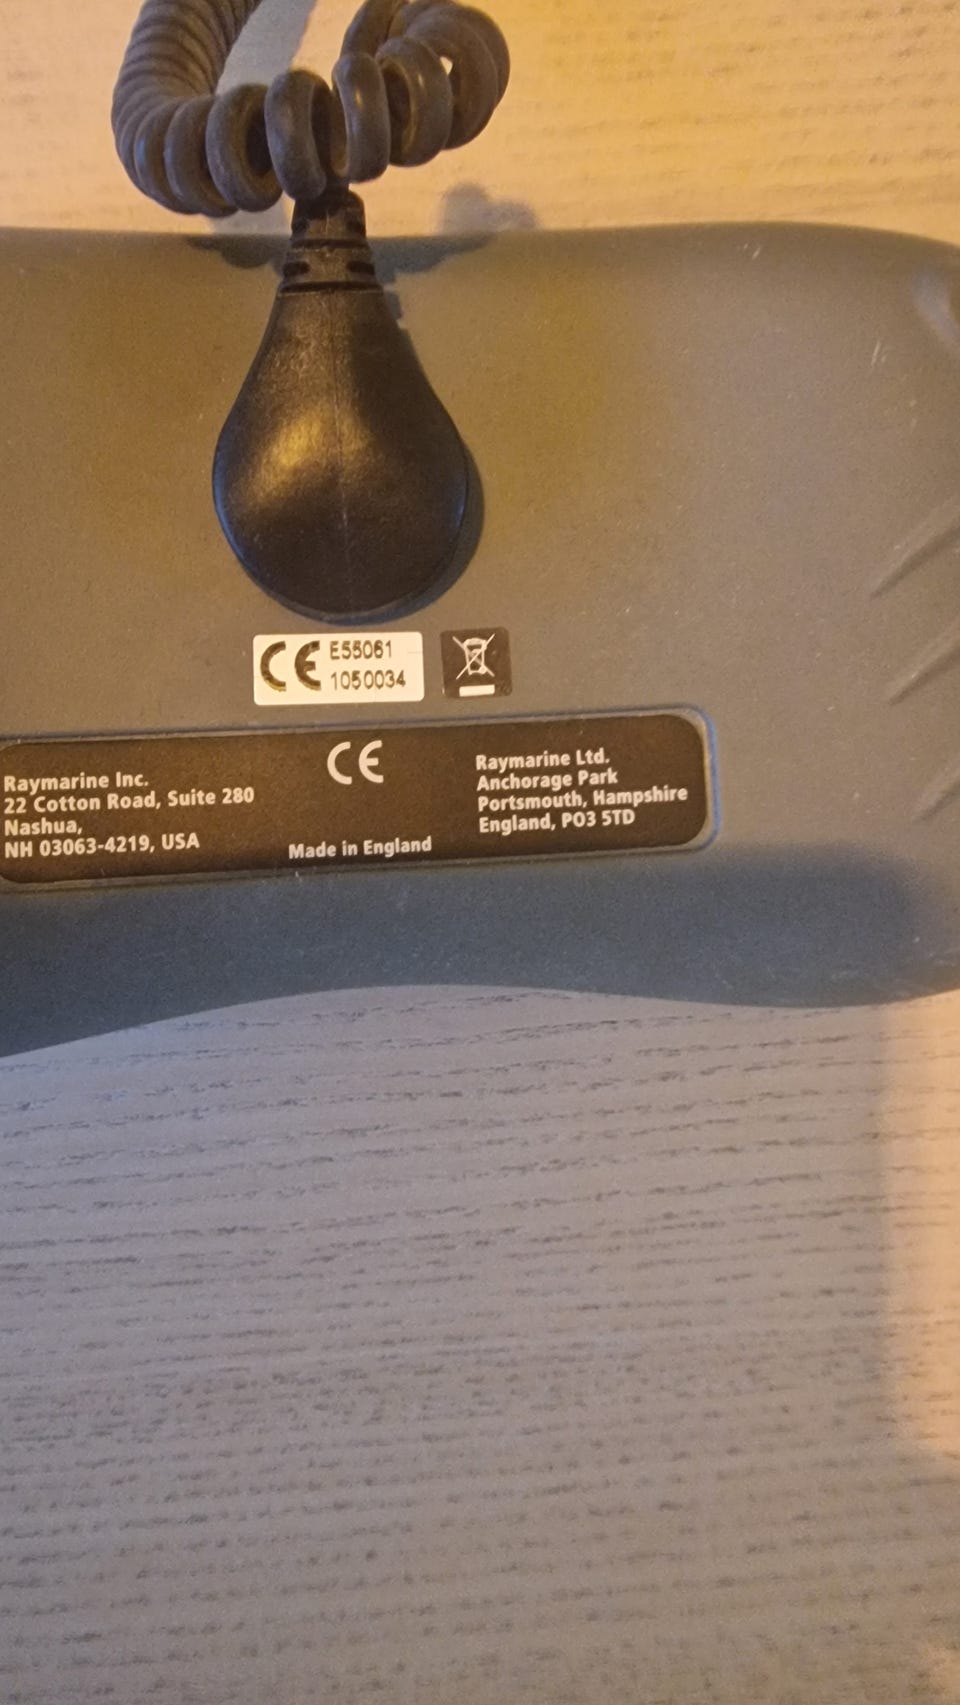 CE E55061
1050034
Raymarine Inc.
22 Cotton Road, Suite 280
Nashua,
NH 03063-4219, USA
CE
Made in England
Raymarine Ltd.
Anchorage Park
Portsmouth, Hampshire
England, PO3 5TD